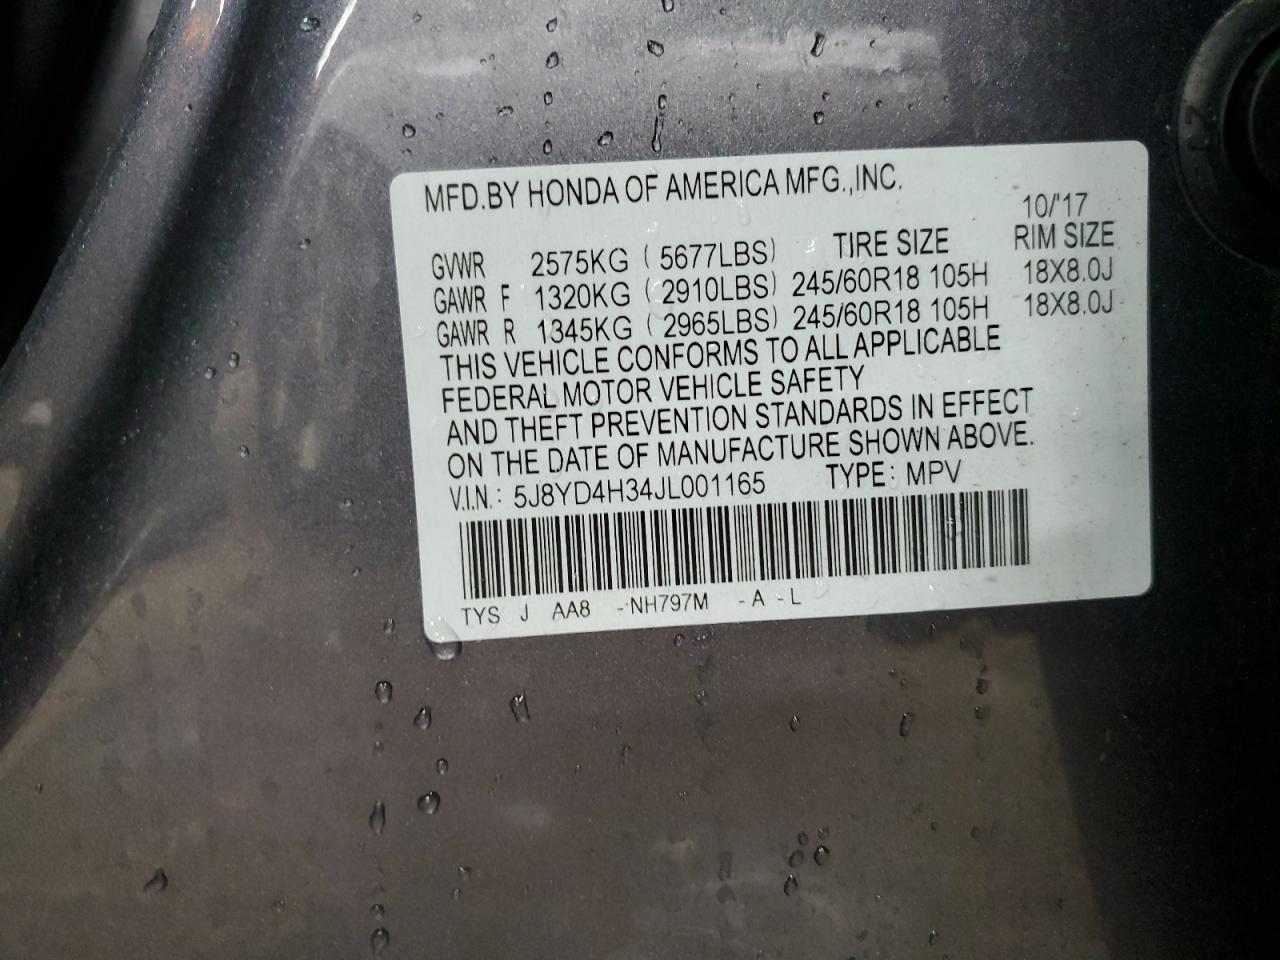 MFD.BY HONDA OF AMERICA MFG.,INC.
10/'17
GVWR 2575KG ( 5677LBS) TIRE SIZE RIM SIZE
GAWR F 1320KG ( 2910LBS) 245/60R18 105H 18X8.0J
GAWR R 1345KG ( 2965LBS) 245/60R18 105H 18X8.0J
THIS VEHICLE CONFORMS TO ALL APPLICABLE
FEDERAL MOTOR VEHICLE SAFETY
AND THEFT PREVENTION STANDARDS IN EFFECT
ON THE DATE OF MANUFACTURE SHOWN ABOVE.
V.I.N.: 5J8YD4H34JL001165 TYPE: MPV
TYS J AA8 -NH797M -A -L